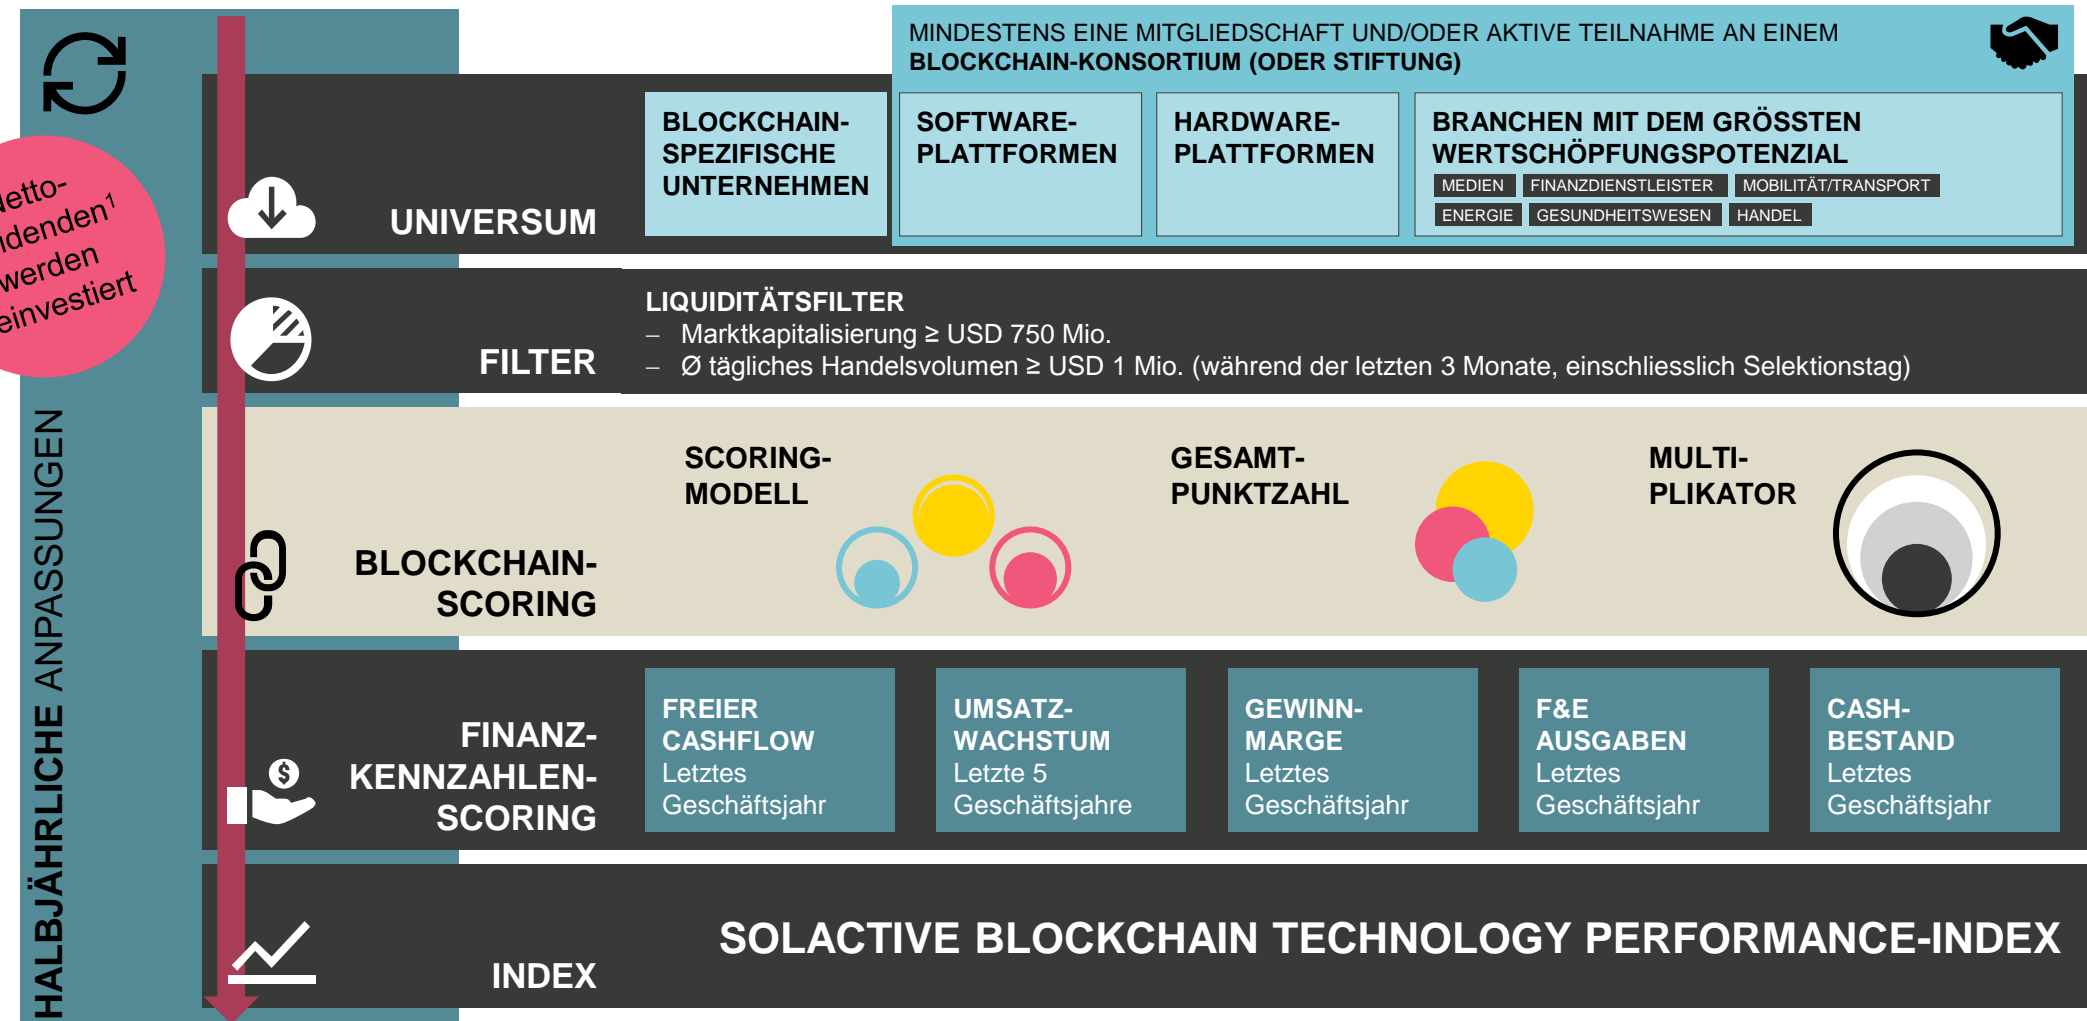 MINDESTENS EINE MITGLIEDSCHAFT UND/ODER AKTIVE TEILNAHME AN EINEM
BLOCKCHAIN-KONSORTIUM (ODER STIFTUNG)
UNIVERSUM
BLOCKCHAIN-
SPEZIFISCHE
UNTERNEHMEN
SOFTWARE-
PLATTFORMEN
HARDWARE-
PLATTFORMEN
BRANCHEN MIT DEM GRÖSSTEN
WERTSCHÖPFUNGSPOTENZIAL
MEDIEN FINANZDIENSTLEISTER MOBILITÄT/TRANSPORT
ENERGIE GESUNDHEITSWESEN HANDEL
werden
FILTER
LIQUIDITÄTSFILTER
– Marktkapitalisierung ≥ USD 750 Mio.
– Ø tägliches Handelsvolumen ≥ USD 1 Mio. (während der letzten 3 Monate, einschliesslich Selektionstag)
BLOCKCHAIN-
SCORING
SCORING-
MODELL
GESAMT-
PUNKTZAHL
MULTI-
PLIKATOR
FINANZ-
KENNZAHLEN-
SCORING
FREIER
CASHFLOW
Letztes
Geschäftsjahr
UMSATZ-
WACHSTUM
Letzte 5
Geschäftsjahre
GEWINN-
MARGE
Letztes
Geschäftsjahr
F&E
AUSGABEN
Letztes
Geschäftsjahr
CASH-
BESTAND
Letztes
Geschäftsjahr
INDEX
SOLACTIVE BLOCKCHAIN TECHNOLOGY PERFORMANCE-INDEX
HALBJÄHRLICHE ANPASSUNGEN